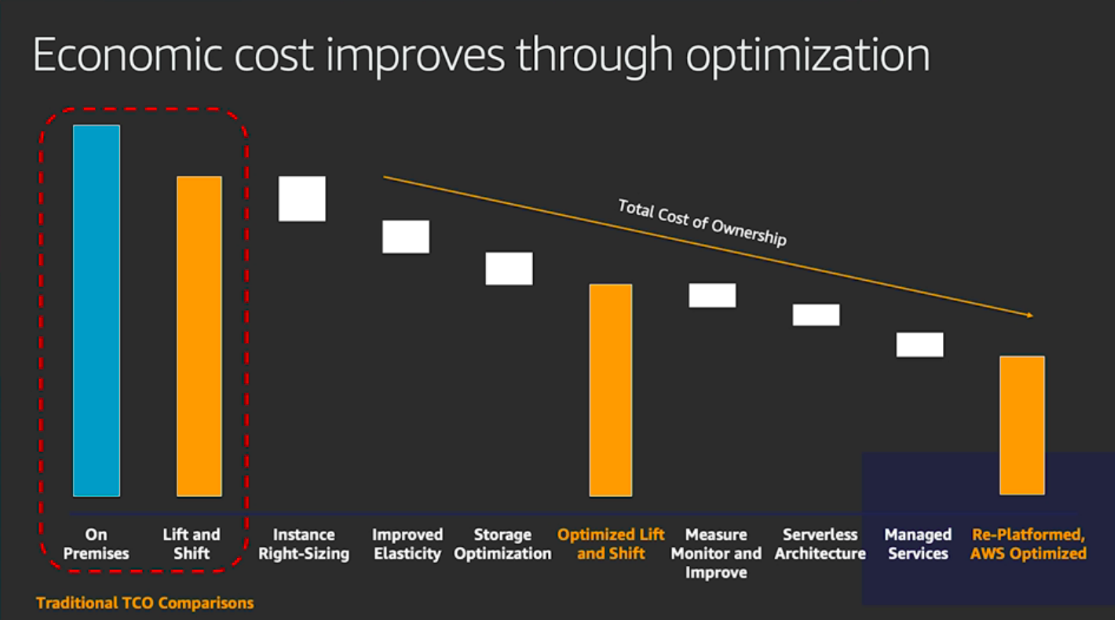 Economic cost improves through optimization
Total Cost of Ownership
On
Premises
Lift and
Shift
Instance
Right-Sizing
Improved
Elasticity
Storage
Optimization
Optimized Lift
and Shift
Measure
Monitor and
Improve
Serverless
Architecture
Managed
Services
Re-Platformed,
AWS Optimized
Traditional TCO Comparisons